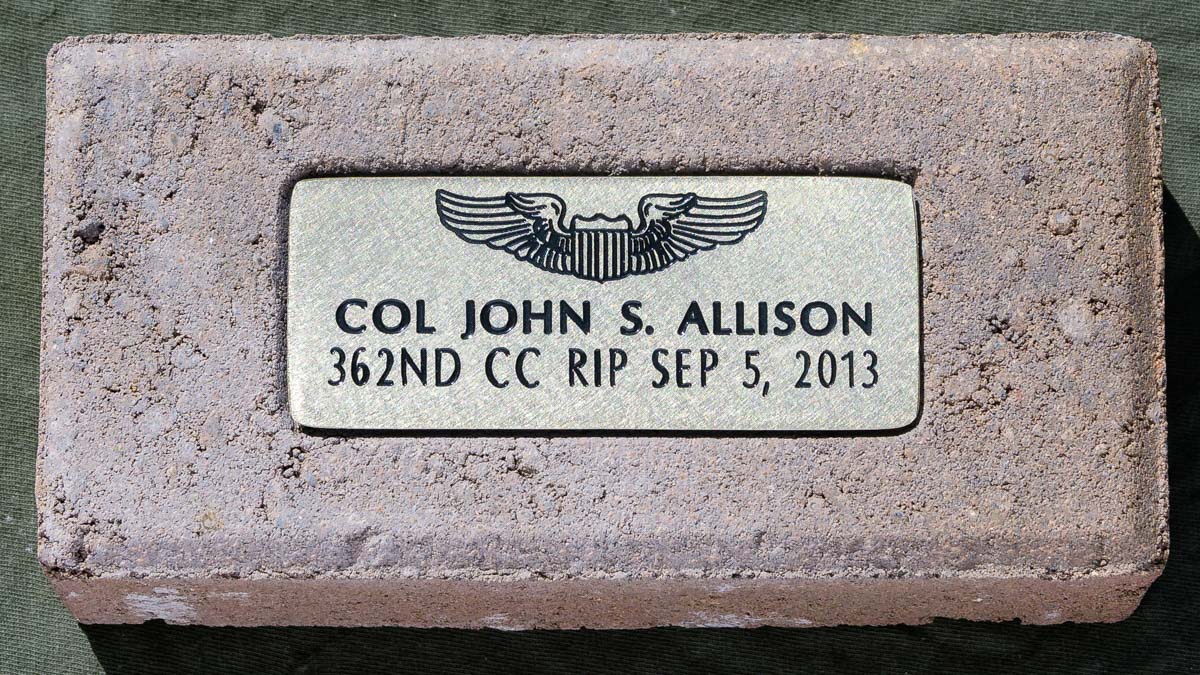 COL JOHN S. ALLISON
362ND CC RIP SEP 5, 2013